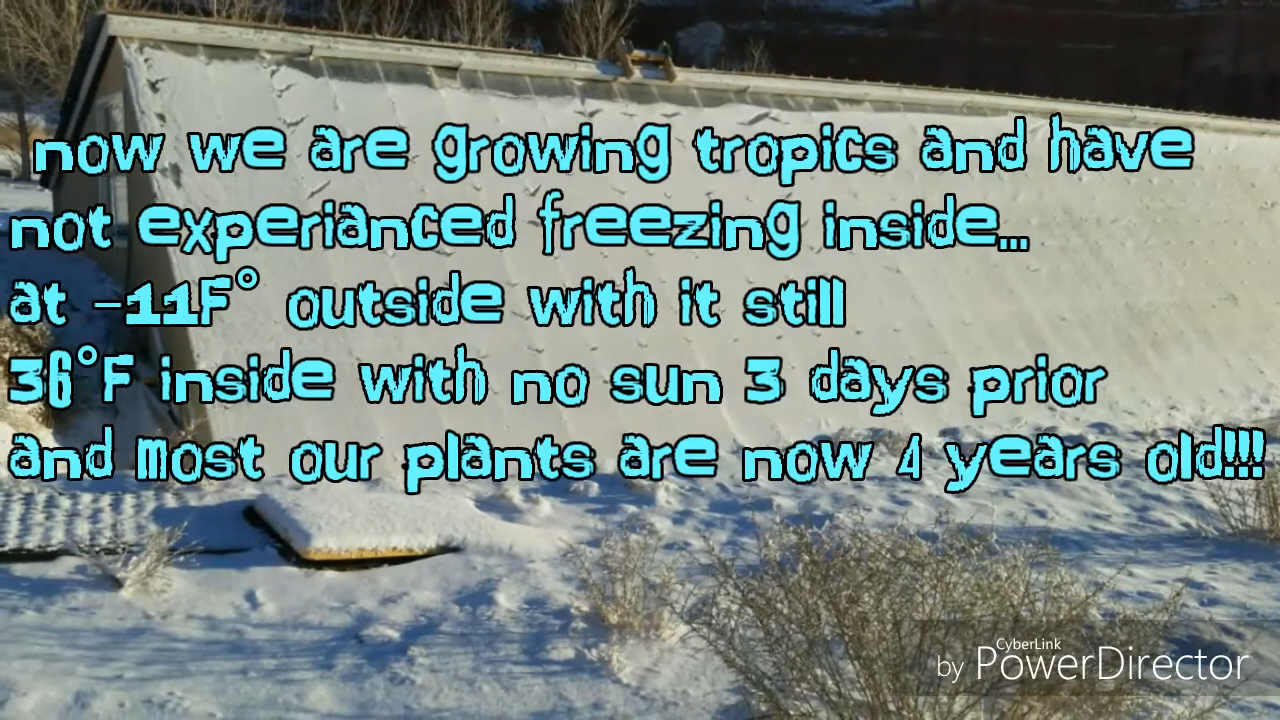 now we are growing tropics and have
not experianced freezing inside...
at -11F° outside with it still
36°F inside with no sun 3 days prior
and most our plants are now 4 years old!!!
CyberLink
by PowerDirector